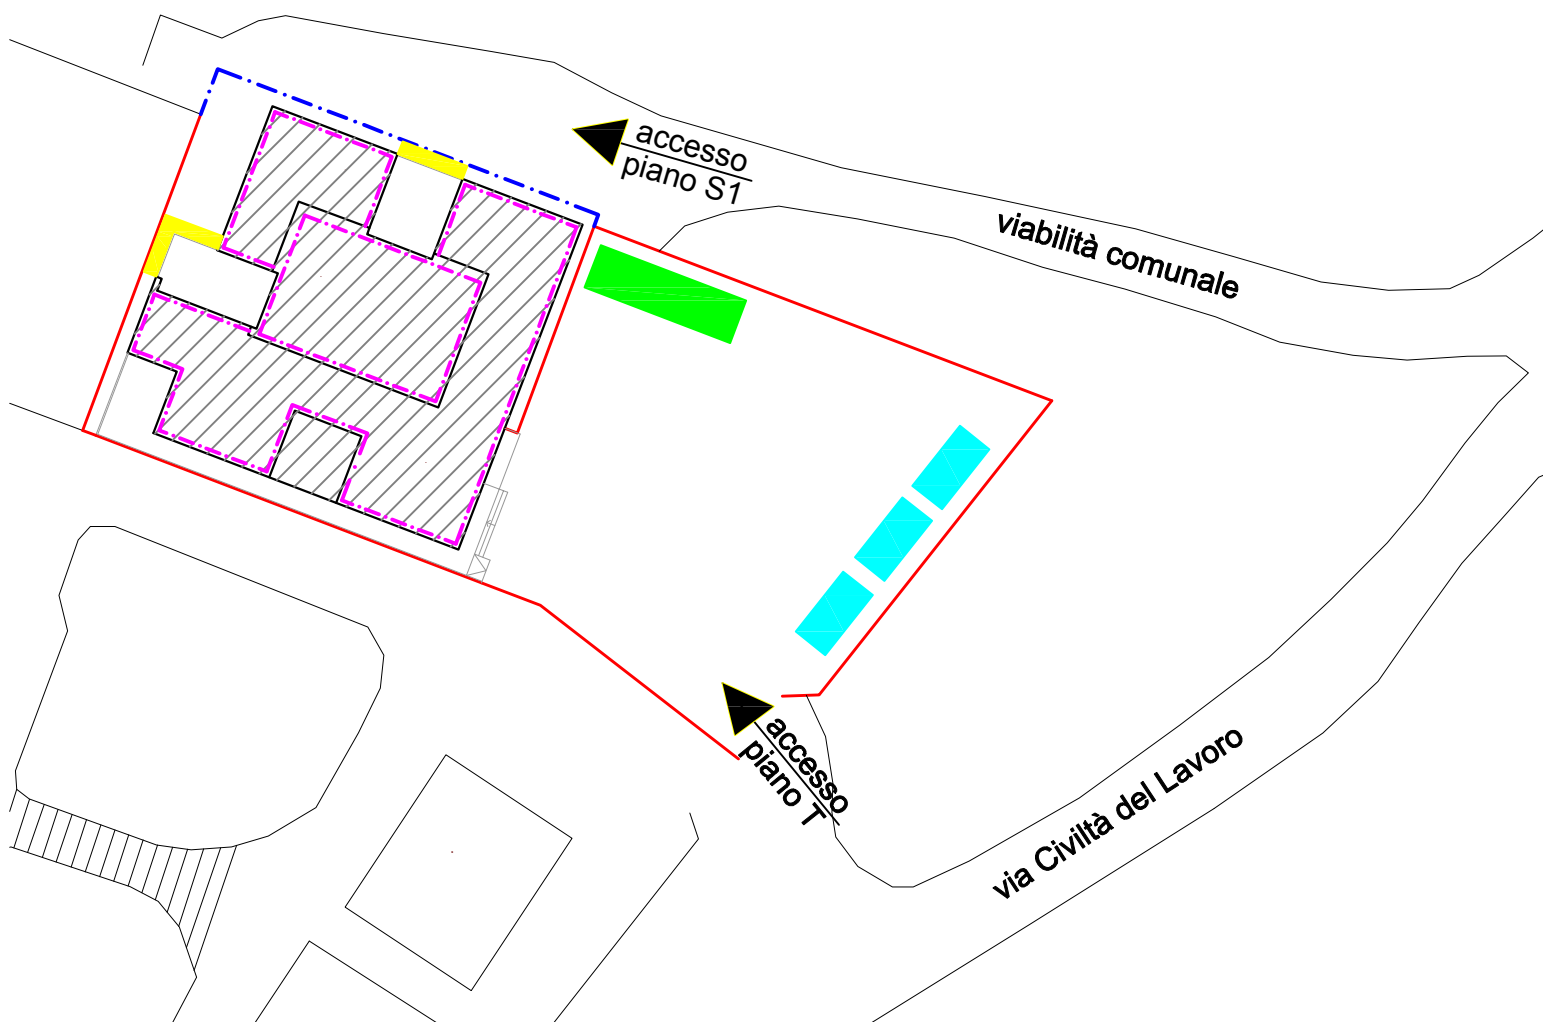 accesso
piano S1
viabilità comunale
accesso
piano T
via Civiltà del Lavoro